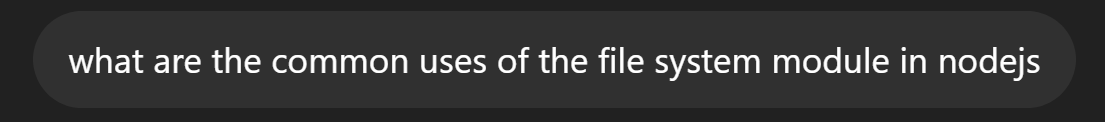 what are the common uses of the file system module in nodejs